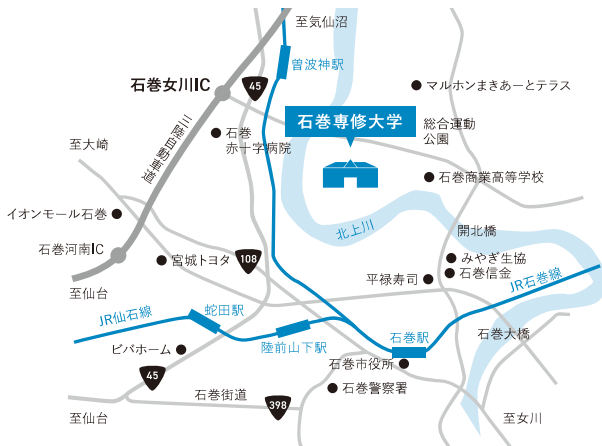 至気仙沼
曽波神駅
石巻女川IC
45
マルホンまきあーとテラス
石巻専修大学
総合運動
公園
三陸自動車道
石巻
赤十字病院
至大崎
石巻商業高等学校
イオンモール石巻
北上川
開北橋
石巻河南IC
宮城トヨタ
108
みやぎ生協
石巻信金
平禄寿司
JR石巻線
至仙台
JR仙石線
蛇田駅
陸前山下駅
石巻駅
石巻大橋
ビバホーム
石巻市役所
45
石巻街道
398
石巻警察署
至仙台
至女川